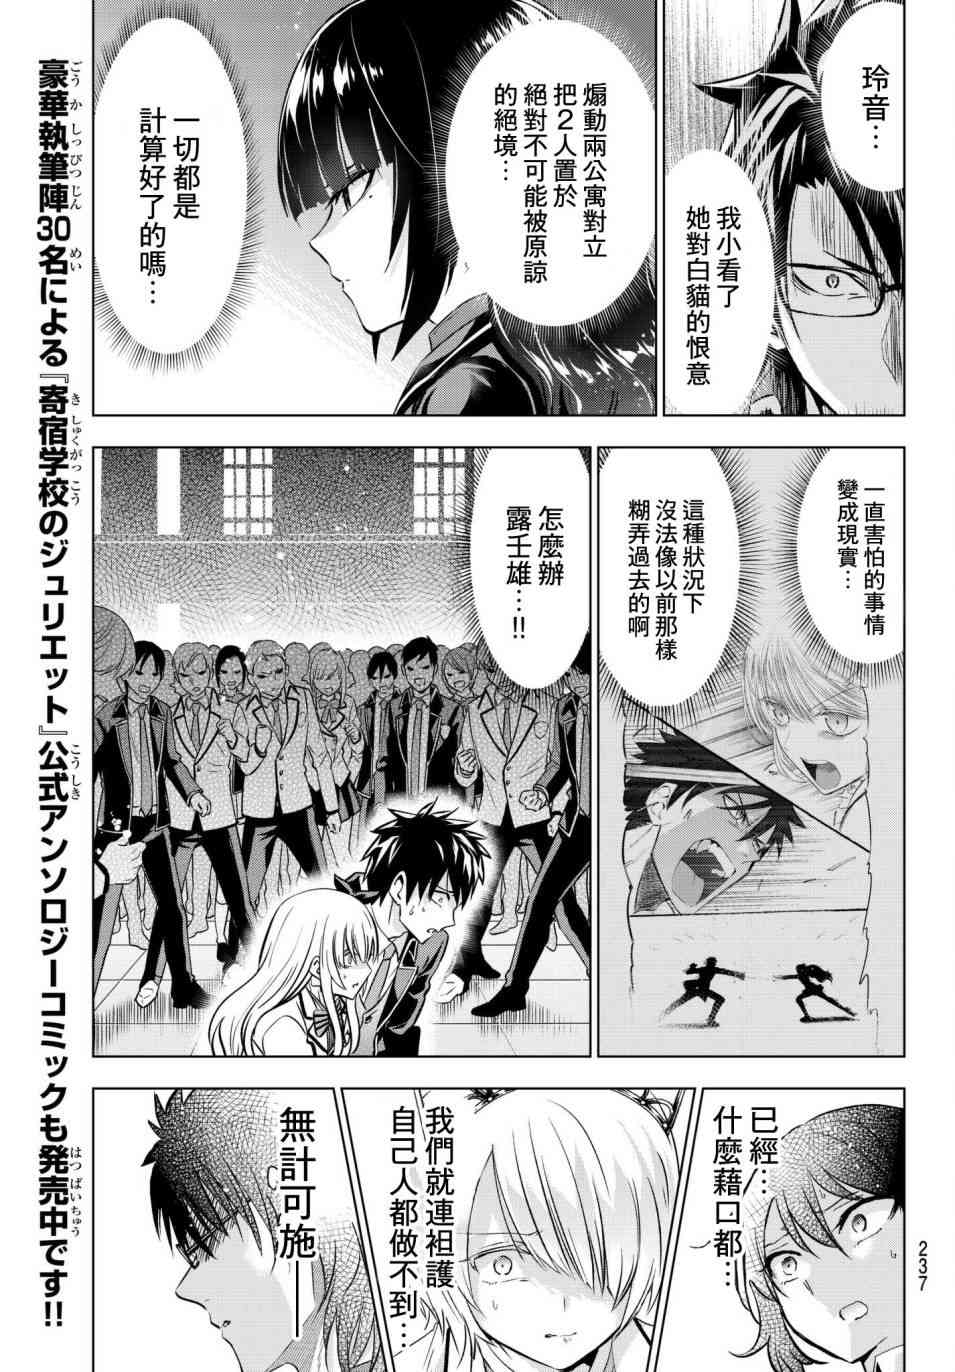 玲音…
我小看了
她對白貓的恨意
煽動兩公寓對立
把2人置於
絕對不可能被原諒
的絕境…
一切都是
計算好了的嗎…
一直害怕的事情
變成現實…
這種狀況下
沒法像以前那樣
糊弄過去的啊
怎麼辦
露壬雄…!!
已經…
什麼藉口都…
我們就連袒護
自己人都做不到…
無計可施——
豪華執筆陣30名による『寄宿学校のジュリエット』公式アンソロジーコミックも発売中です!!
ごうかしっぴつじん
めい
きしゅくがっこう
こうしき
はつばいちゅう
237